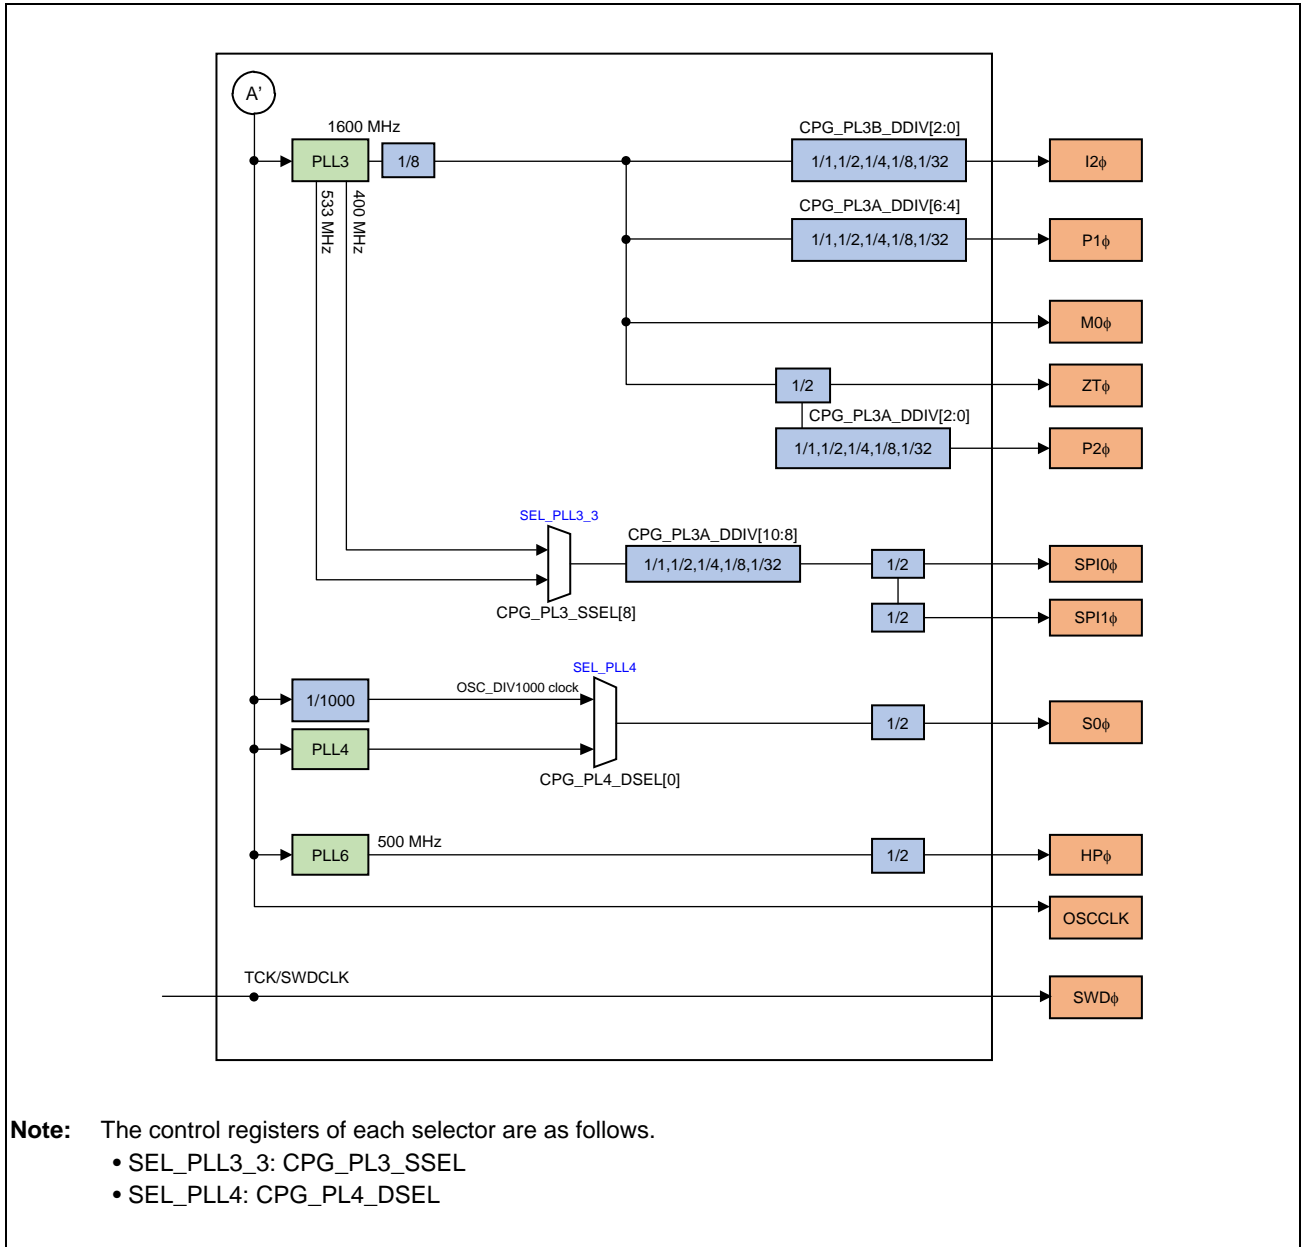 A'
1600 MHz
PLL3
1/8
533 MHz
400 MHz
CPG_PL3B_DDIV[2:0]
1/1,1/2,1/4,1/8,1/32
I2ϕ
CPG_PL3A_DDIV[6:4]
1/1,1/2,1/4,1/8,1/32
P1ϕ
M0ϕ
1/2
ZTϕ
CPG_PL3A_DDIV[2:0]
1/1,1/2,1/4,1/8,1/32
P2ϕ
SEL_PLL3_3
CPG_PL3_SSEL[8]
CPG_PL3A_DDIV[10:8]
1/1,1/2,1/4,1/8,1/32
1/2
SPI0ϕ
1/2
SPI1ϕ
1/1000
OSC_DIV1000 clock
SEL_PLL4
PLL4
CPG_PL4_DSEL[0]
1/2
S0ϕ
PLL6
500 MHz
1/2
HPϕ
OSCCLK
TCK/SWDCLK
SWDϕ
Note: The control registers of each selector are as follows.
• SEL_PLL3_3: CPG_PL3_SSEL
• SEL_PLL4: CPG_PL4_DSEL